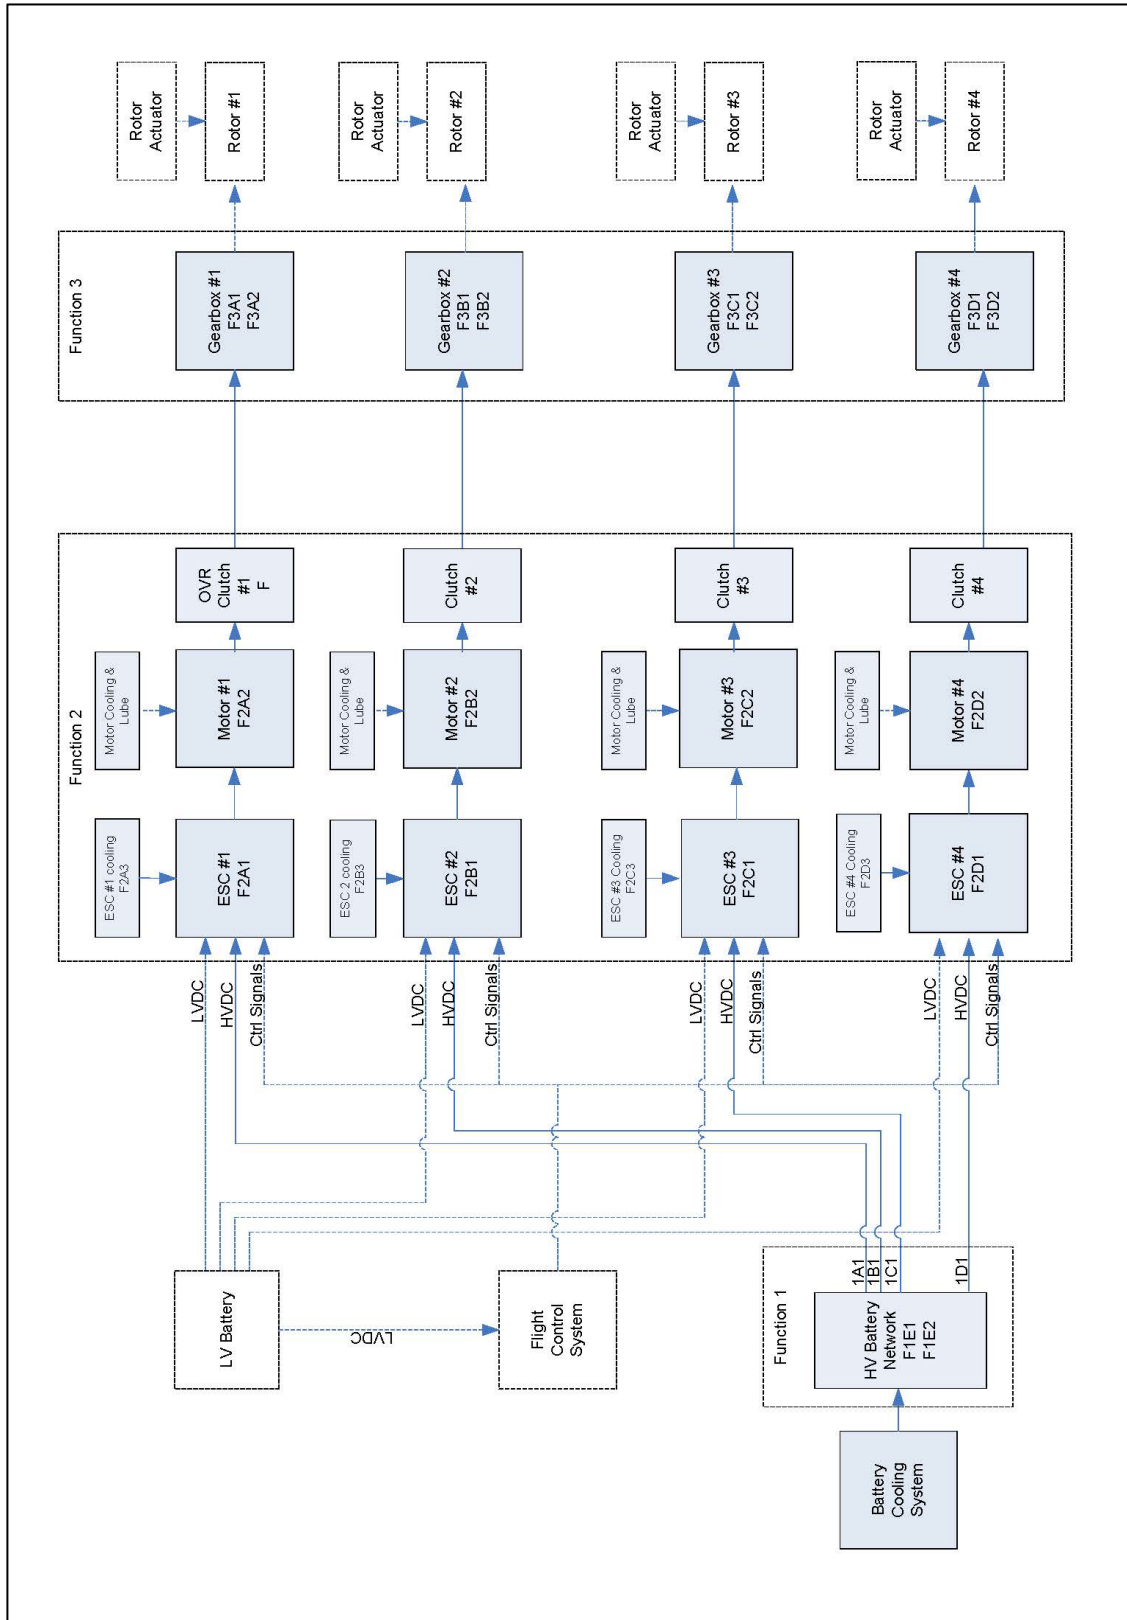 Rotor
Actuator
Rotor #1
Rotor
Actuator
Rotor #2
Rotor
Actuator
Rotor #3
Rotor
Actuator
Rotor #4
Function 3
Gearbox #1
F3A1
F3A2
Gearbox #2
F3B1
F3B2
Gearbox #3
F3C1
F3C2
Gearbox #4
F3D1
F3D2
Function 2
OVR
Clutch
#1
F
Clutch
#2
Clutch
#3
Clutch
#4
Motor Cooling &
Lube
Motor #1
F2A2
Motor Cooling &
Lube
Motor #2
F2B2
Motor Cooling &
Lube
Motor #3
F2C2
Motor Cooling &
Lube
Motor #4
F2D2
ESC #1 cooling
F2A3
ESC #1
F2A1
ESC 2 cooling
F2B3
ESC #2
F2B1
ESC #3 Cooling
F2C3
ESC #3
F2C1
ESC #4 Cooling
F2D3
ESC #4
F2D1
LVDC
HVDC
Ctrl Signals
LVDC
HVDC
Ctrl Signals
LVDC
HVDC
Ctrl Signals
LVDC
HVDC
Ctrl Signals
LV Battery
LVDC
Flight
Control
System
Function 1
1A1
1B1
1C1
1D1
HV Battery
Network
F1E1
F1E2
Battery
Cooling
System